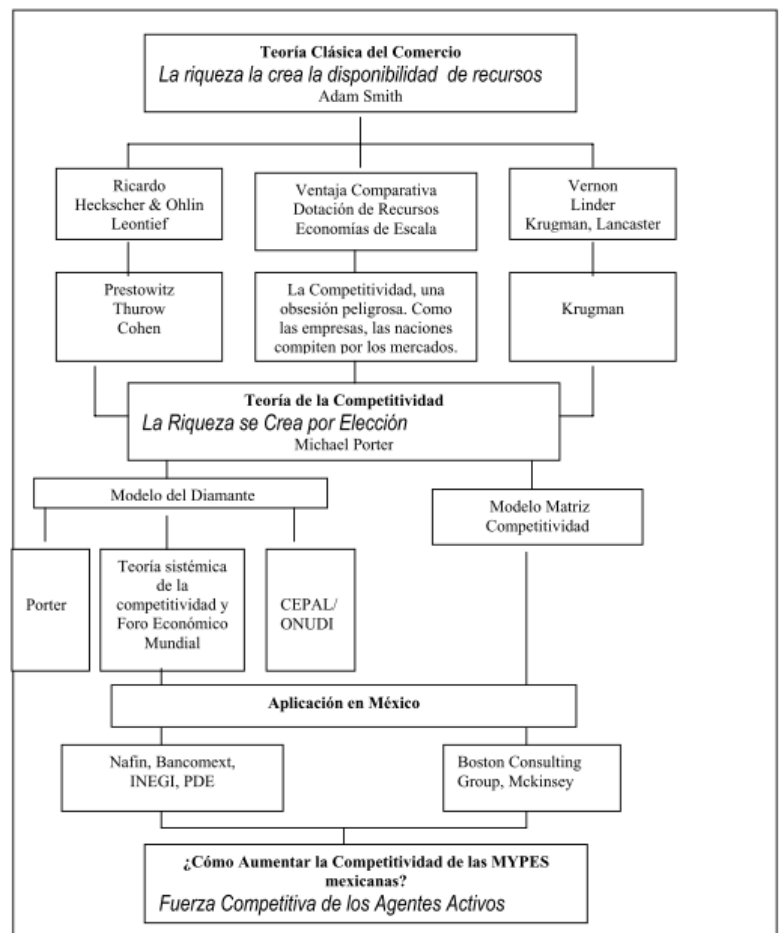 Teoría Clásica del Comercio
La riqueza la crea la disponibilidad de recursos
Adam Smith
Ricardo
Heckscher & Ohlin
Leontief
Ventaja Comparativa
Dotación de Recursos
Economías de Escala
Vernon
Linder
Krugman, Lancaster
Prestowitz
Thurow
Cohen
La Competitividad, una
obsesión peligrosa. Como
las empresas, las naciones
compiten por los mercados.
Krugman
Teoría de la Competitividad
La Riqueza se Crea por Elección
Michael Porter
Modelo del Diamante
Modelo Matriz
Competitividad
Porter
Teoría sistémica
de la
competitividad y
Foro Económico
Mundial
CEPAL/
ONUDI
Aplicación en México
Nafin, Bancomext,
INEGI, PDE
Boston Consulting
Group, Mckinsey
¿Cómo Aumentar la Competitividad de las MYPES
mexicanas?
Fuerza Competitiva de los Agentes Activos